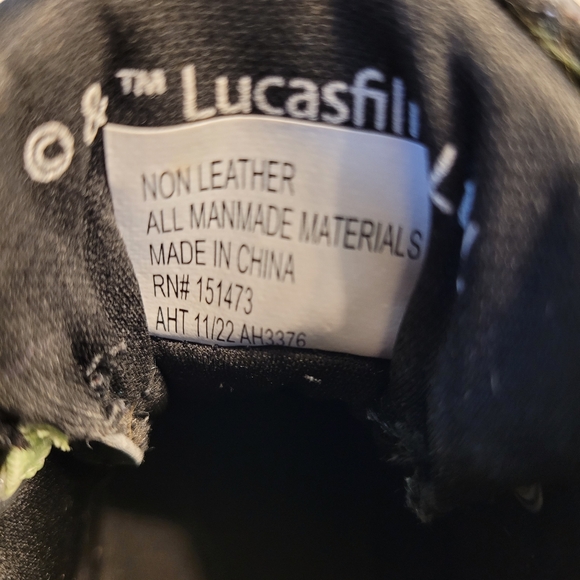 © & ™ Lucasfil
NON LEATHER
ALL MANMADE MATERIALS
MADE IN CHINA
RN# 151473
AHT 11/22 AH3376